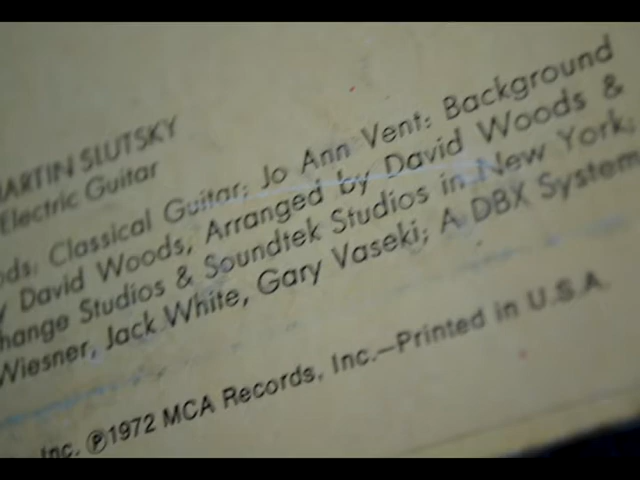 ARTIN SLUTSKY
Electric Guitar
ods, Classical Guitar; Jo Ann Vent: Background
y David Woods, Arranged by David Woods &
hange Studios & Soundtek Studios in New York,
Wiesner, Jack White, Gary Vaseki; A DBX System
Inc. ℗1972 MCA Records, Inc.—Printed in U.S.A.